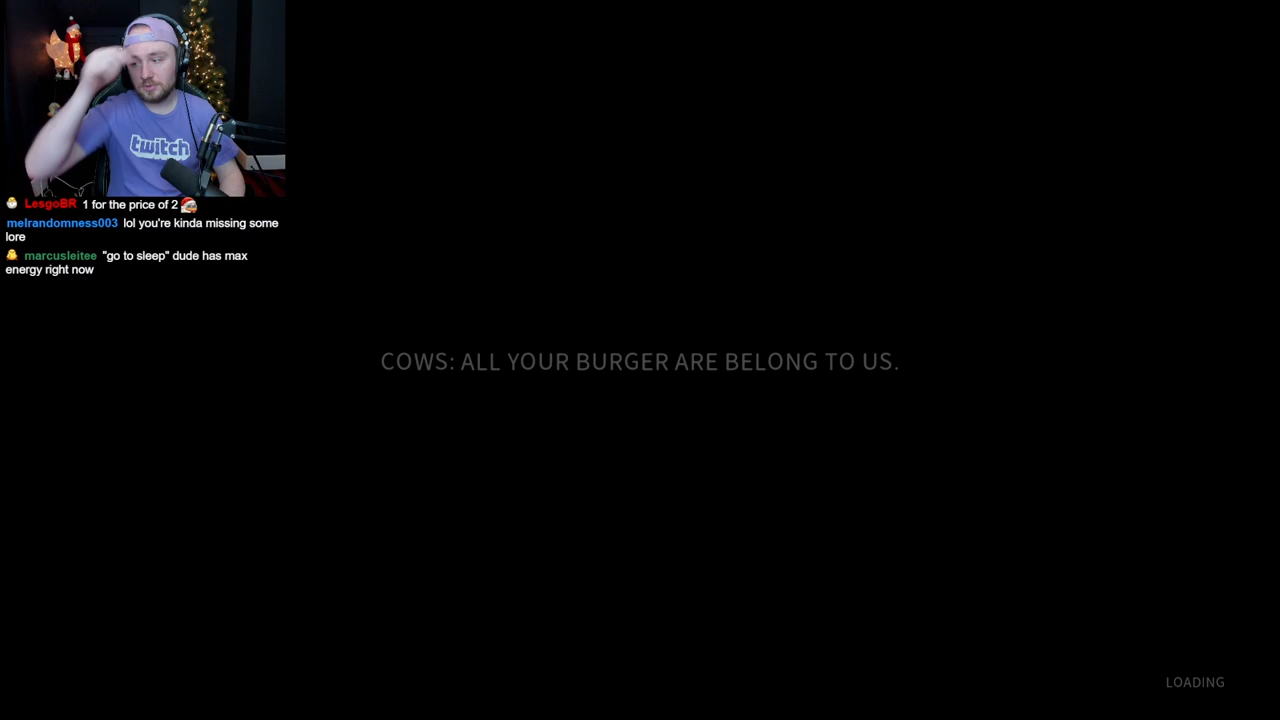 twitch
LesgoBR 1 for the price of 2
melrandomness003 lol you're kinda missing some
lore
marcusleitee "go to sleep" dude has max
energy right now
COWS: ALL YOUR BURGER ARE BELONG TO US.
LOADING